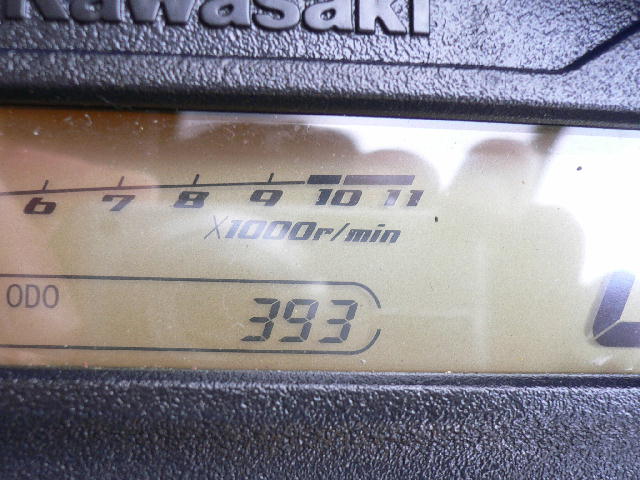 Kawasaki
6 7 8 9 10 11
X1000r/min
ODO 393